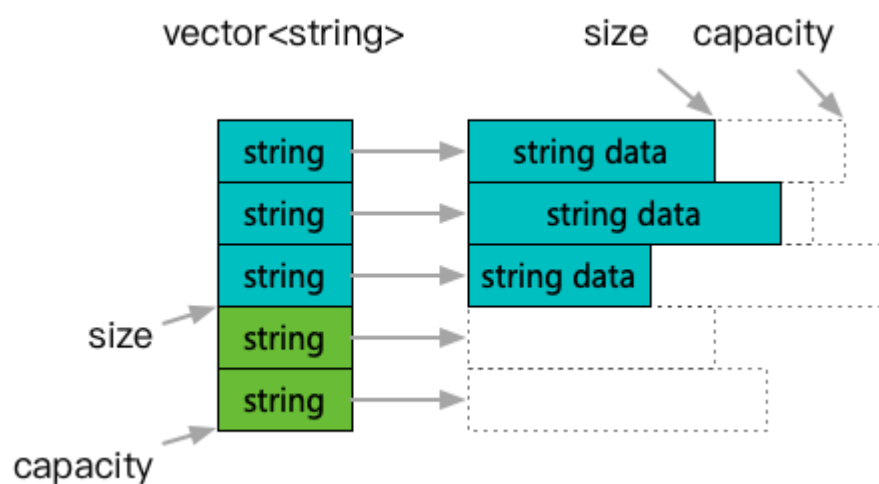 vector<string>
size capacity
string
string data
string
string data
string
string data
size
string
string
capacity